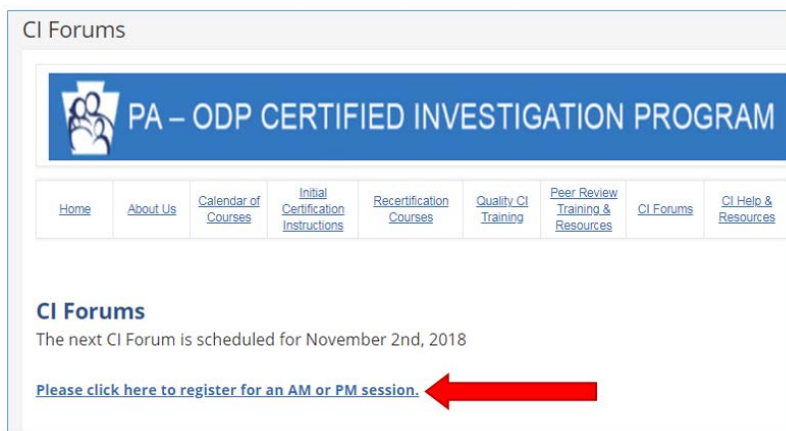 CI Forums
PA – ODP CERTIFIED INVESTIGATION PROGRAM
Home
About Us
Calendar of
Courses
Initial
Certification
Instructions
Recertification
Courses
Quality CI
Training
Peer Review
Training &
Resources
CI Forums
CI Help &
Resources
CI Forums
The next CI Forum is scheduled for November 2nd, 2018
Please click here to register for an AM or PM session.